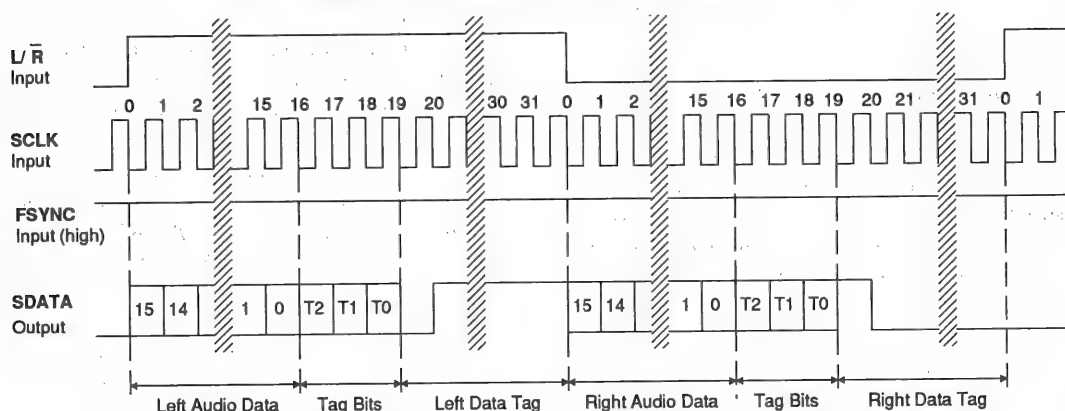 L/R̅
Input
0 1 2 15 16 17 18 19 20 30 31 0 1 2 15 16 17 18 19 20 21 31 0 1
SCLK
Input
FSYNC
Input (high)
SDATA
Output
15 14 1 0 T2 T1 T0 15 14 1 0 T2 T1 T0
Left Audio Data Tag Bits Left Data Tag Right Audio Data Tag Bits Right Data Tag